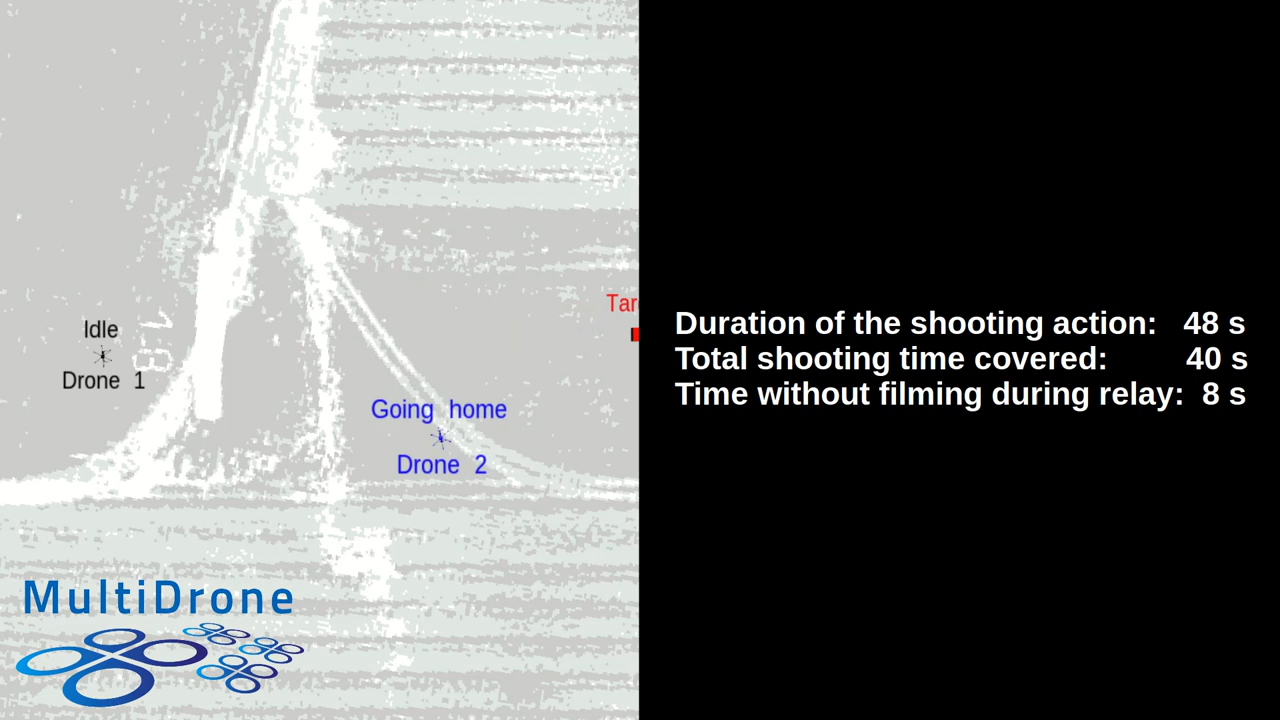 Idle
Drone 1
Going home
Drone 2
Tar
MultiDrone
Duration of the shooting action: 48 s
Total shooting time covered: 40 s
Time without filming during relay: 8 s